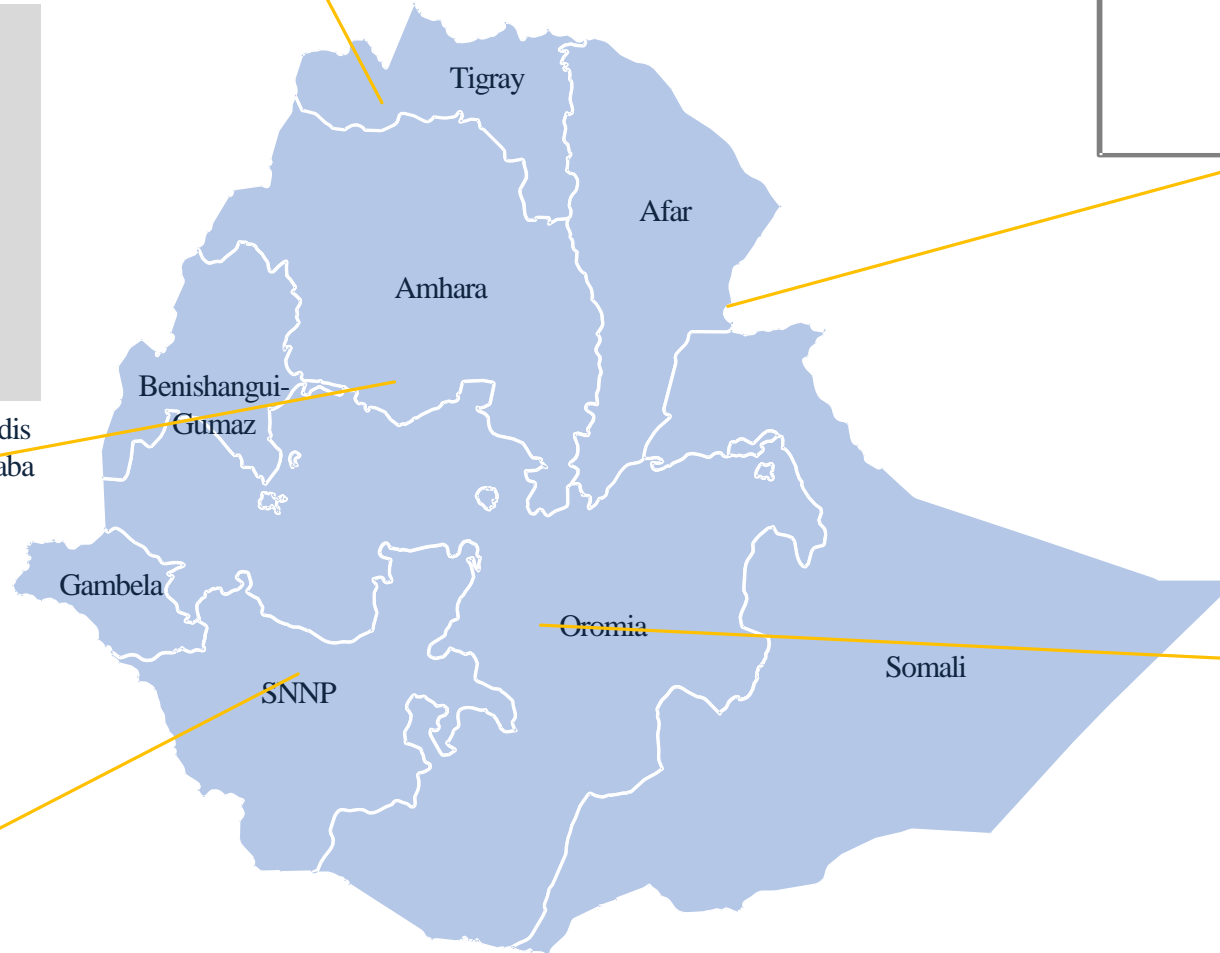 Tigray
Afar
Amhara
Benishangui-
Gumaz
dis
aba
Gambela
Oromia
Somali
SNNP